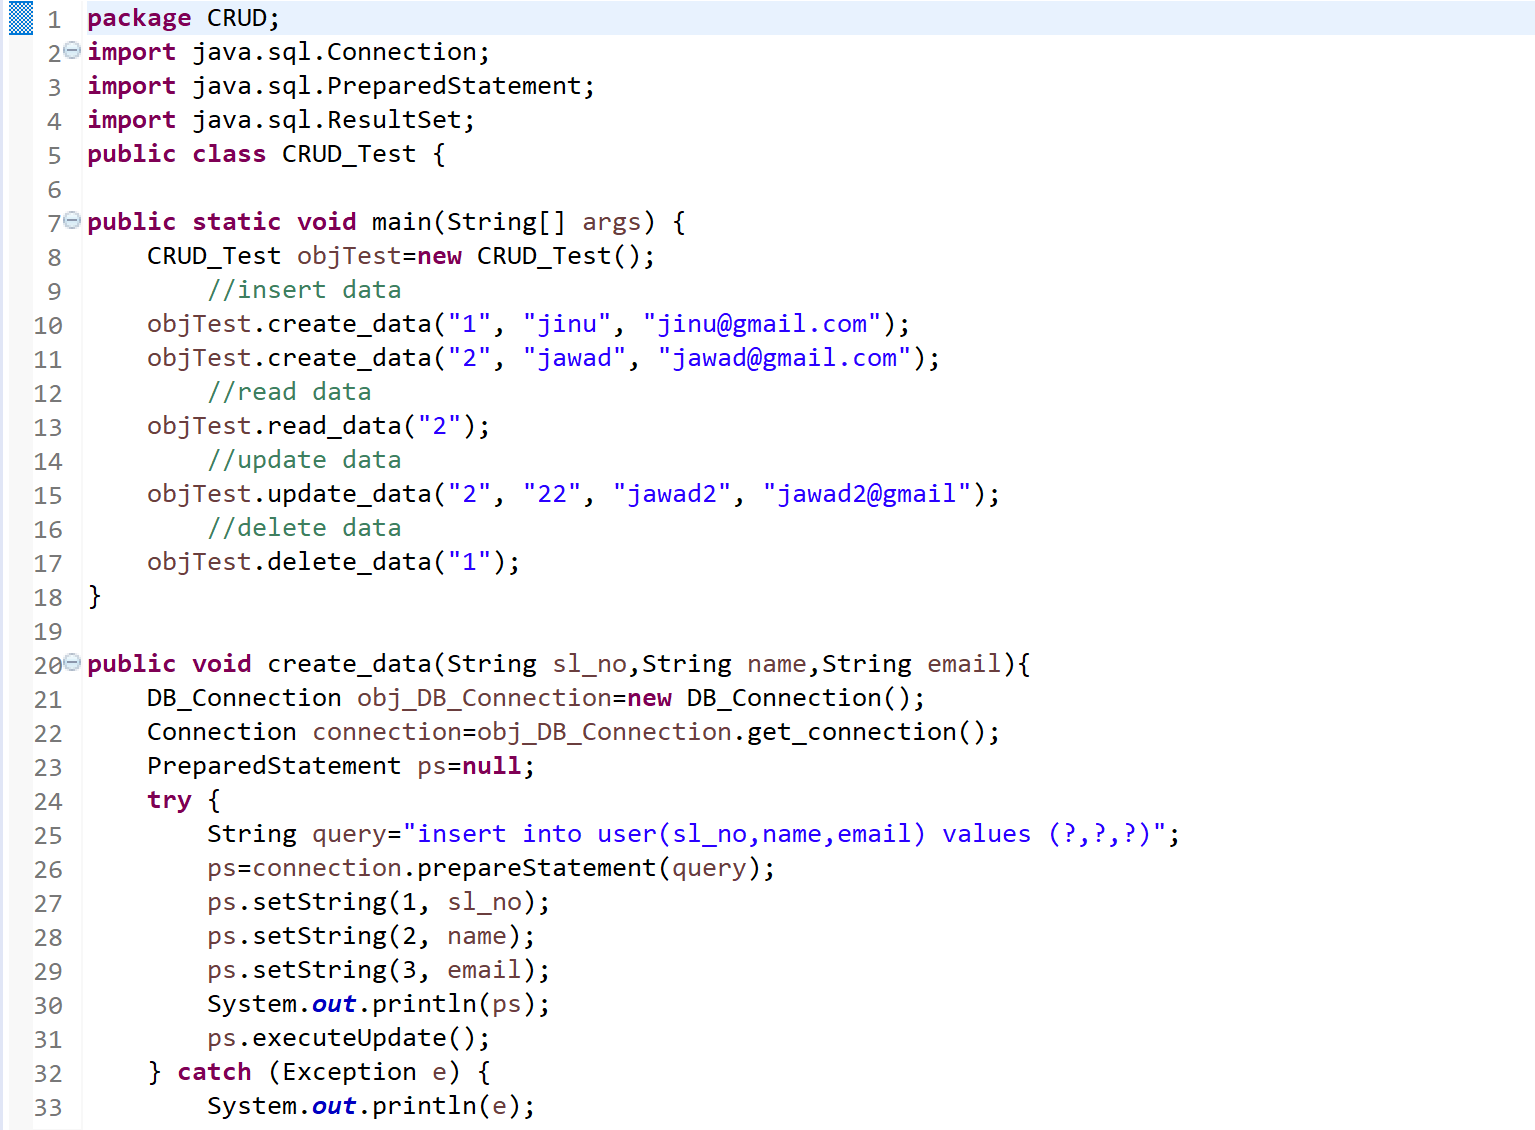 1 package CRUD;
2 import java.sql.Connection;
3 import java.sql.PreparedStatement;
4 import java.sql.ResultSet;
5 public class CRUD_Test {
6
7 public static void main(String[] args) {
8     CRUD_Test objTest=new CRUD_Test();
9         //insert data
10     objTest.create_data("1", "jinu", "jinu@gmail.com");
11     objTest.create_data("2", "jawad", "jawad@gmail.com");
12         //read data
13     objTest.read_data("2");
14         //update data
15     objTest.update_data("2", "22", "jawad2", "jawad2@gmail");
16         //delete data
17     objTest.delete_data("1");
18 }
19
20 public void create_data(String sl_no,String name,String email){
21     DB_Connection obj_DB_Connection=new DB_Connection();
22     Connection connection=obj_DB_Connection.get_connection();
23     PreparedStatement ps=null;
24     try {
25         String query="insert into user(sl_no,name,email) values (?,?,?)";
26         ps=connection.prepareStatement(query);
27         ps.setString(1, sl_no);
28         ps.setString(2, name);
29         ps.setString(3, email);
30         System.out.println(ps);
31         ps.executeUpdate();
32     } catch (Exception e) {
33         System.out.println(e);